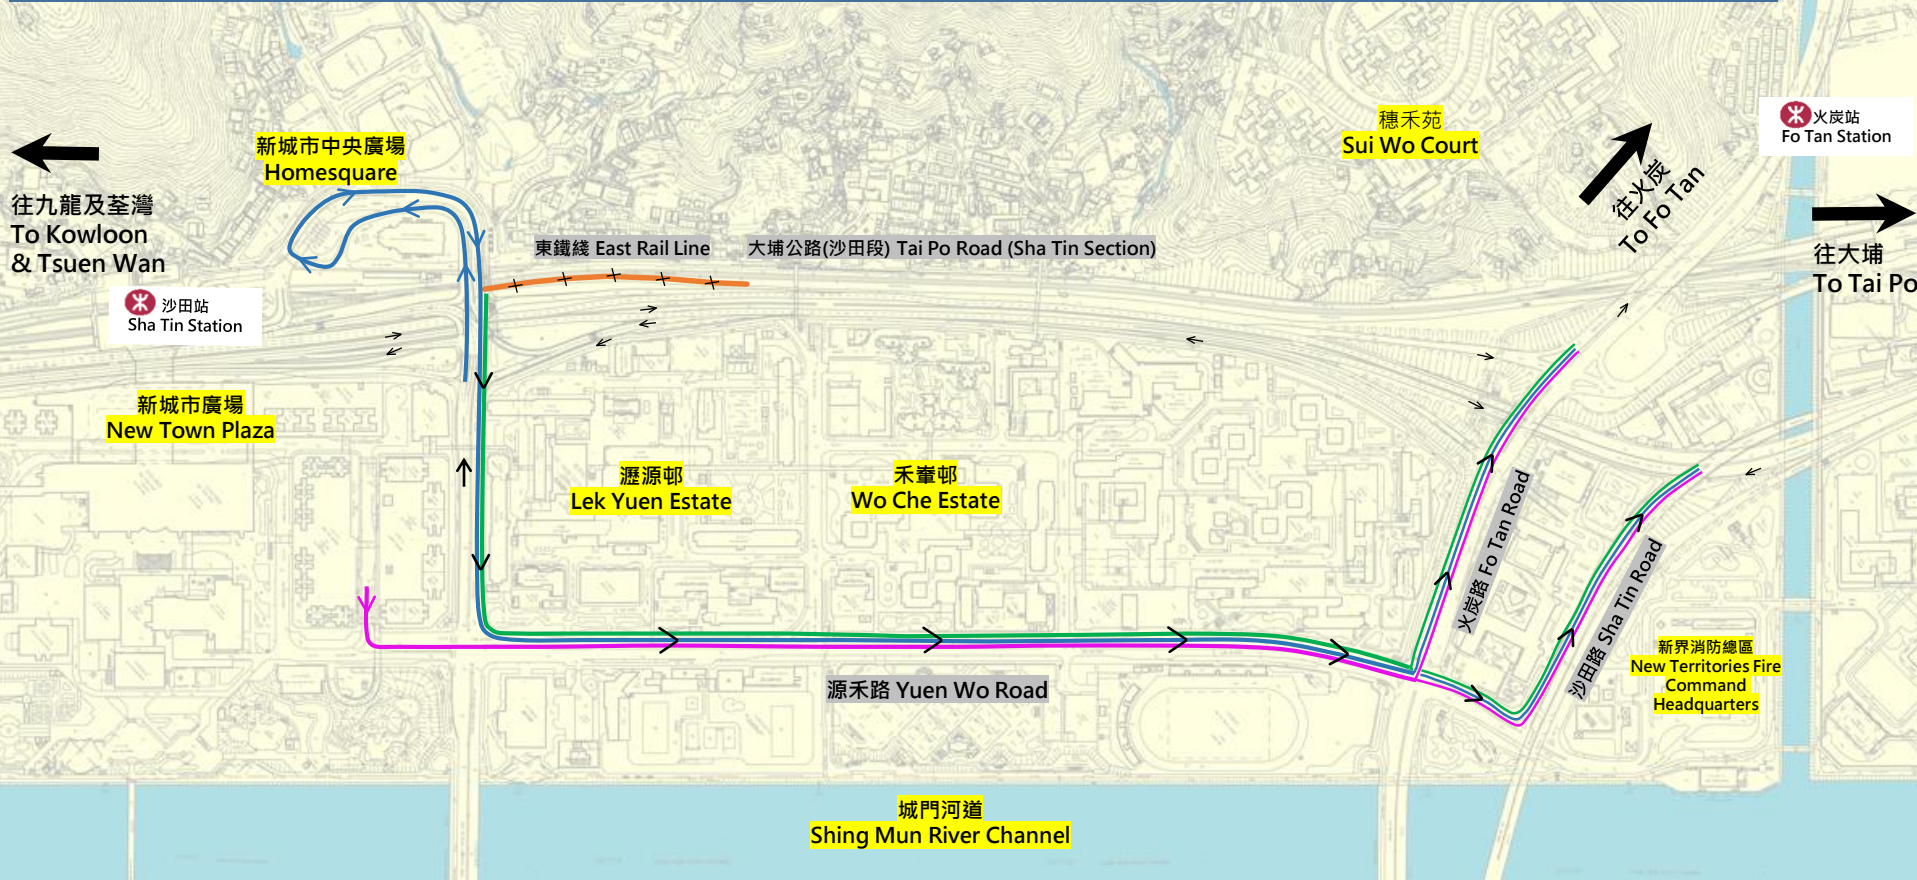 新城市中央廣場
Homesquare
往九龍及荃灣
To Kowloon
& Tsuen Wan
沙田站
Sha Tin Station
新城市廣場
New Town Plaza
東鐵綫 East Rail Line
大埔公路(沙田段) Tai Po Road (Sha Tin Section)
穗禾苑
Sui Wo Court
往火炭
To Fo Tan
火炭站
Fo Tan Station
往大埔
To Tai Po
瀝源邨
Lek Yuen Estate
禾輋邨
Wo Che Estate
火炭路 Fo Tan Road
沙田路 Sha Tin Road
新界消防總區
New Territories Fire
Command
Headquarters
源禾路 Yuen Wo Road
城門河道
Shing Mun River Channel